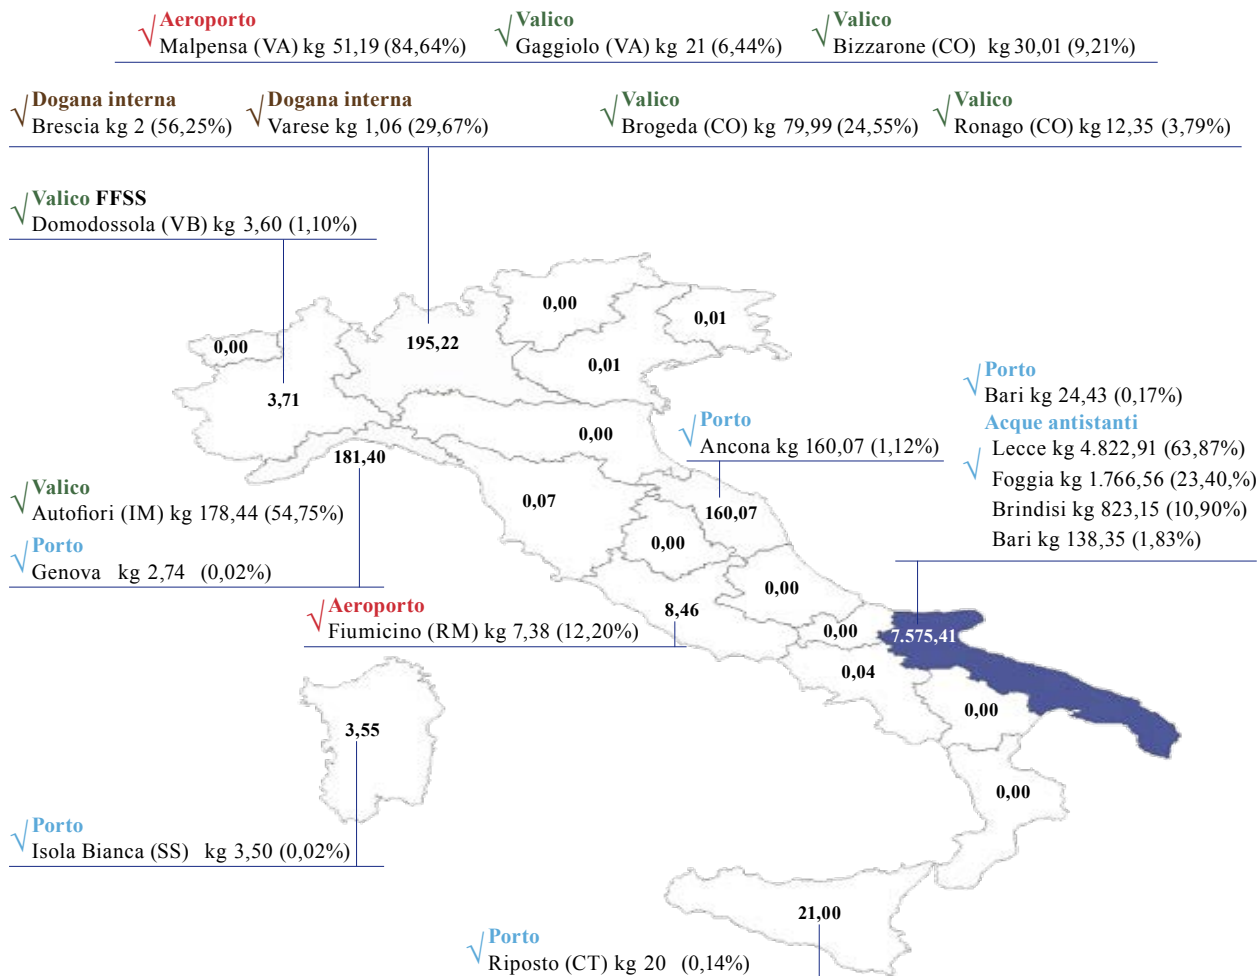 √ Aeroporto
Malpensa (VA) kg 51,19 (84,64%)
√ Valico
Gaggiolo (VA) kg 21 (6,44%)
√ Valico
Bizzarone (CO) kg 30,01 (9,21%)
√ Dogana interna
Brescia kg 2 (56,25%)
√ Dogana interna
Varese kg 1,06 (29,67%)
√ Valico
Brogeda (CO) kg 79,99 (24,55%)
√ Valico
Ronago (CO) kg 12,35 (3,79%)
√ Valico FFSS
Domodossola (VB) kg 3,60 (1,10%)
0,00
0,01
0,00
195,22
0,01
3,71
√ Porto
Bari kg 24,43 (0,17%)
Acque antistanti
√ Lecce kg 4.822,91 (63,87%)
Foggia kg 1.766,56 (23,40,%)
Brindisi kg 823,15 (10,90%)
Bari kg 138,35 (1,83%)
0,00
√ Porto
Ancona kg 160,07 (1,12%)
181,40
√ Valico
Autofiori (IM) kg 178,44 (54,75%)
√ Porto
Genova kg 2,74 (0,02%)
0,07
160,07
0,00
0,00
√ Aeroporto
Fiumicino (RM) kg 7,38 (12,20%)
8,46
0,00
7.575,41
0,04
0,00
3,55
0,00
√ Porto
Isola Bianca (SS) kg 3,50 (0,02%)
21,00
√ Porto
Riposto (CT) kg 20 (0,14%)